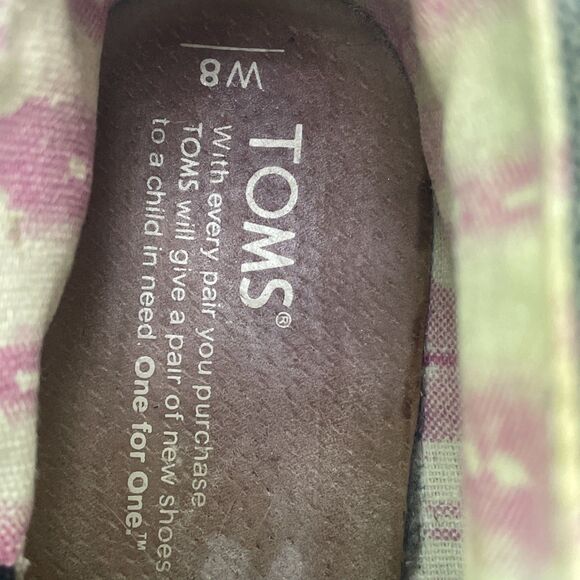 W8
TOMS®
With every pair you purchase
TOMS will give a pair of new shoes
to a child in need. One for One.™